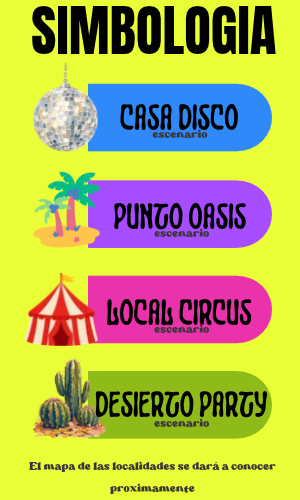 SIMBOLOGIA
CASA DISCO
escenario
PUNTO OASIS
escenario
LOCAL CIRCUS
escenario
DESIERTO PARTY
escenario
El mapa de las localidades se dará a conocer
proximamente